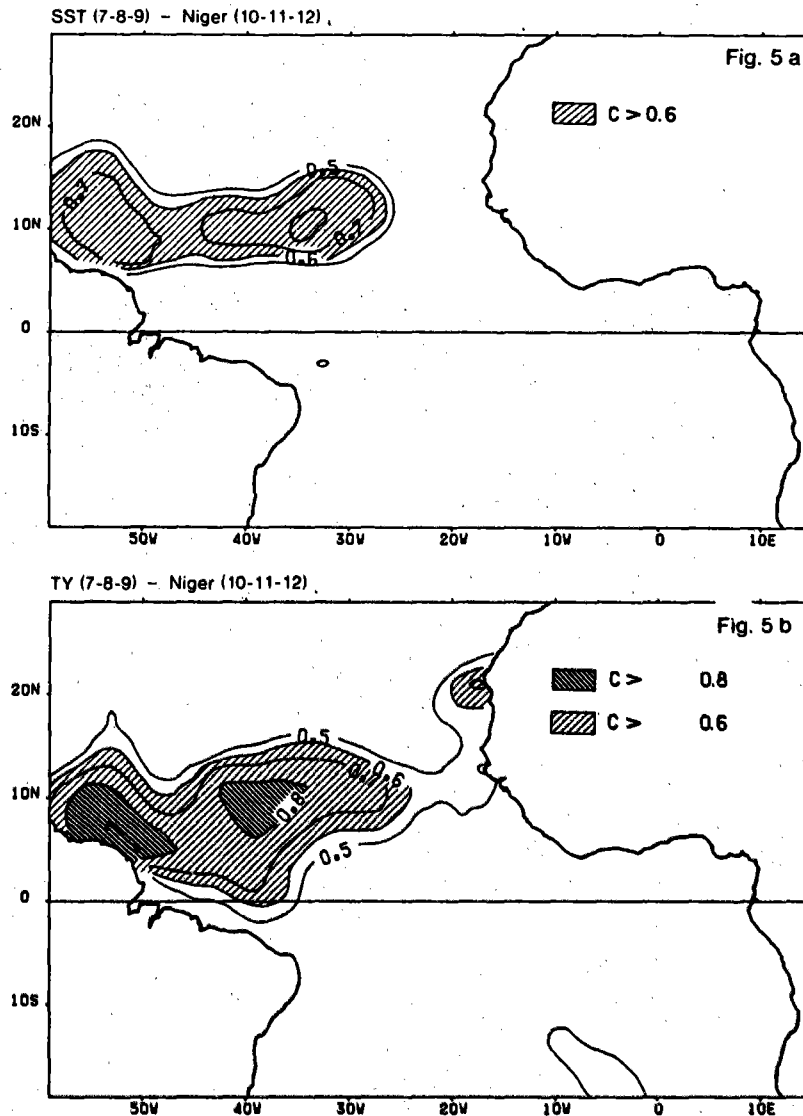 SST (7-8-9) - Niger (10-11-12)
Fig. 5 a
C > 0.6
20N
10N
0
10S
0.5
0.7
0.7
0.6
50W 40W 30W 20W 10W 0 10E
TY (7-8-9) - Niger (10-11-12)
Fig. 5 b
C > 0.8
C > 0.6
20N
10N
0
10S
0.5
0.6
0.8
0.5
50W 40W 30W 20W 10W 0 10E